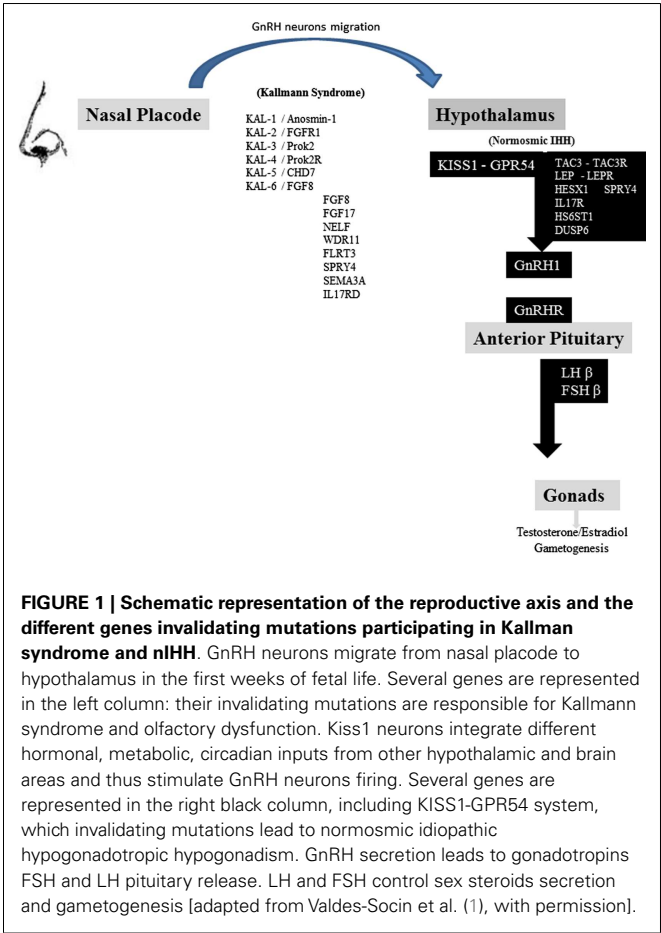 GnRH neurons migration
Nasal Placode
(Kallmann Syndrome)
KAL-1 / Anosmin-1
KAL-2 / FGFR1
KAL-3 / Prok2
KAL-4 / Prok2R
KAL-5 / CHD7
KAL-6 / FGF8
FGF8
FGF17
NELF
WDR11
FLRT3
SPRY4
SEMA3A
IL17RD
Hypothalamus
(Normosmic IHH)
KISS1 - GPR54
TAC3 - TAC3R
LEP - LEPR
HESX1 SPRY4
IL17R
HS6ST1
DUSP6
GnRH1
GnRHR
Anterior Pituitary
LH β
FSH β
Gonads
Testosterone/Estradiol
Gametogenesis
FIGURE 1 | Schematic representation of the reproductive axis and the
different genes invalidating mutations participating in Kallman
syndrome and nIHH. GnRH neurons migrate from nasal placode to
hypothalamus in the first weeks of fetal life. Several genes are represented
in the left column: their invalidating mutations are responsible for Kallmann
syndrome and olfactory dysfunction. Kiss1 neurons integrate different
hormonal, metabolic, circadian inputs from other hypothalamic and brain
areas and thus stimulate GnRH neurons firing. Several genes are
represented in the right black column, including KISS1-GPR54 system,
which invalidating mutations lead to normosmic idiopathic
hypogonadotropic hypogonadism. GnRH secretion leads to gonadotropins
FSH and LH pituitary release. LH and FSH control sex steroids secretion
and gametogenesis [adapted from Valdes-Socin et al. (1), with permission].